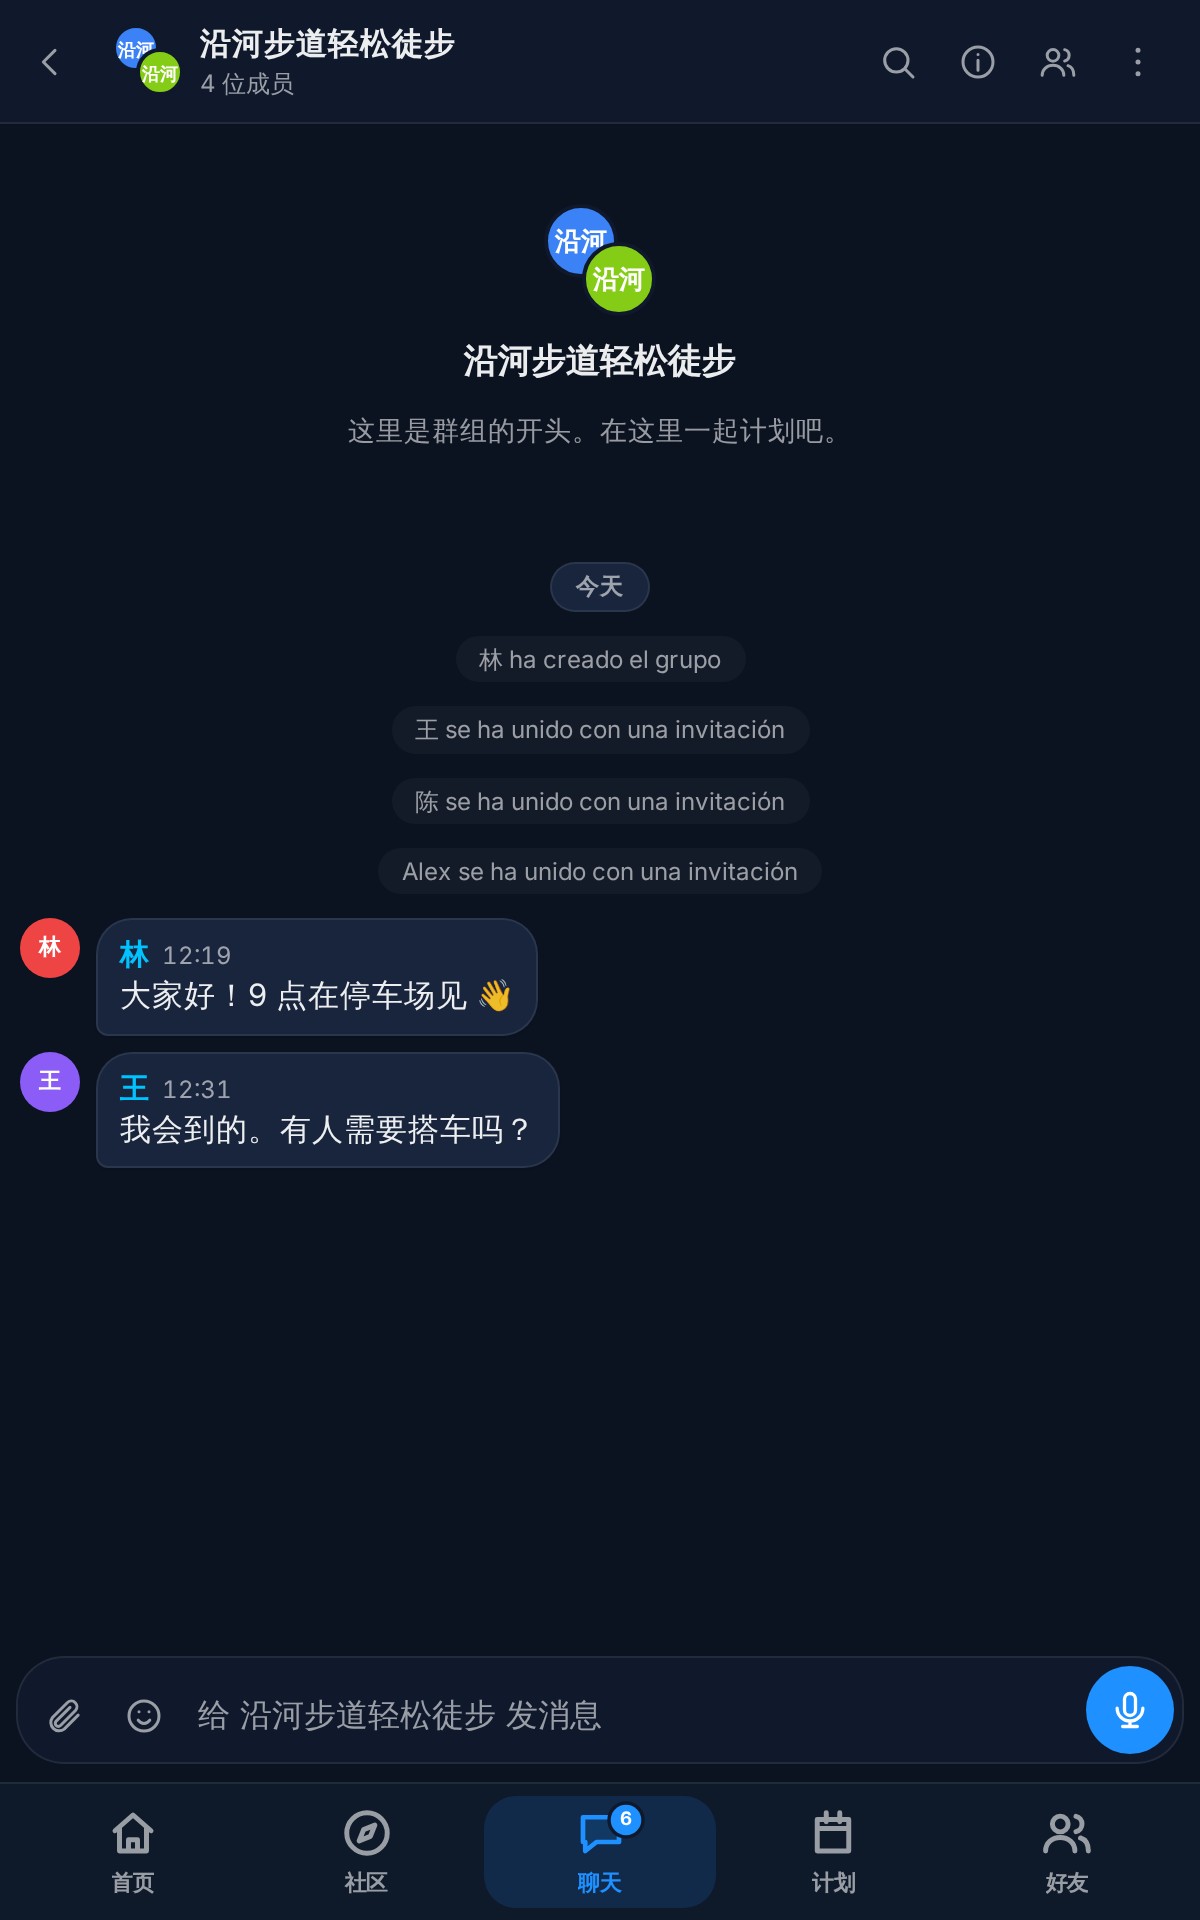 沿河
沿河
沿河步道轻松徒步
4 位成员
沿河
沿河
沿河步道轻松徒步
这里是群组的开头。在这里一起计划吧。
今天
林 ha creado el grupo
王 se ha unido con una invitación
陈 se ha unido con una invitación
Alex se ha unido con una invitación
林
林 12:19
大家好！9 点在停车场见 👋
王
王 12:31
我会到的。有人需要搭车吗？
给 沿河步道轻松徒步 发消息
6
首页
社区
聊天
计划
好友